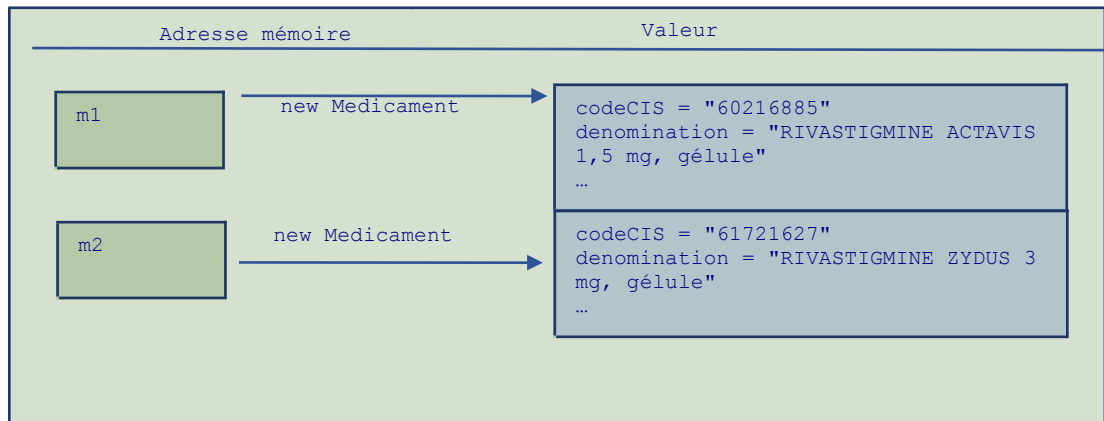 Adresse mémoire
Valeur
m1
new Medicament
codeCIS = "60216885"
denomination = "RIVASTIGMINE ACTAVIS
1,5 mg, gélule"
…
m2
new Medicament
codeCIS = "61721627"
denomination = "RIVASTIGMINE ZYDUS 3
mg, gélule"
…